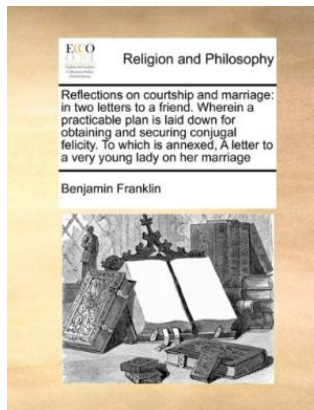 ECCO
Religion and Philosophy
Reflections on courtship and marriage:
in two letters to a friend. Wherein a
practicable plan is laid down for
obtaining and securing conjugal
felicity. To which is annexed, A letter to
a very young lady on her marriage
Benjamin Franklin